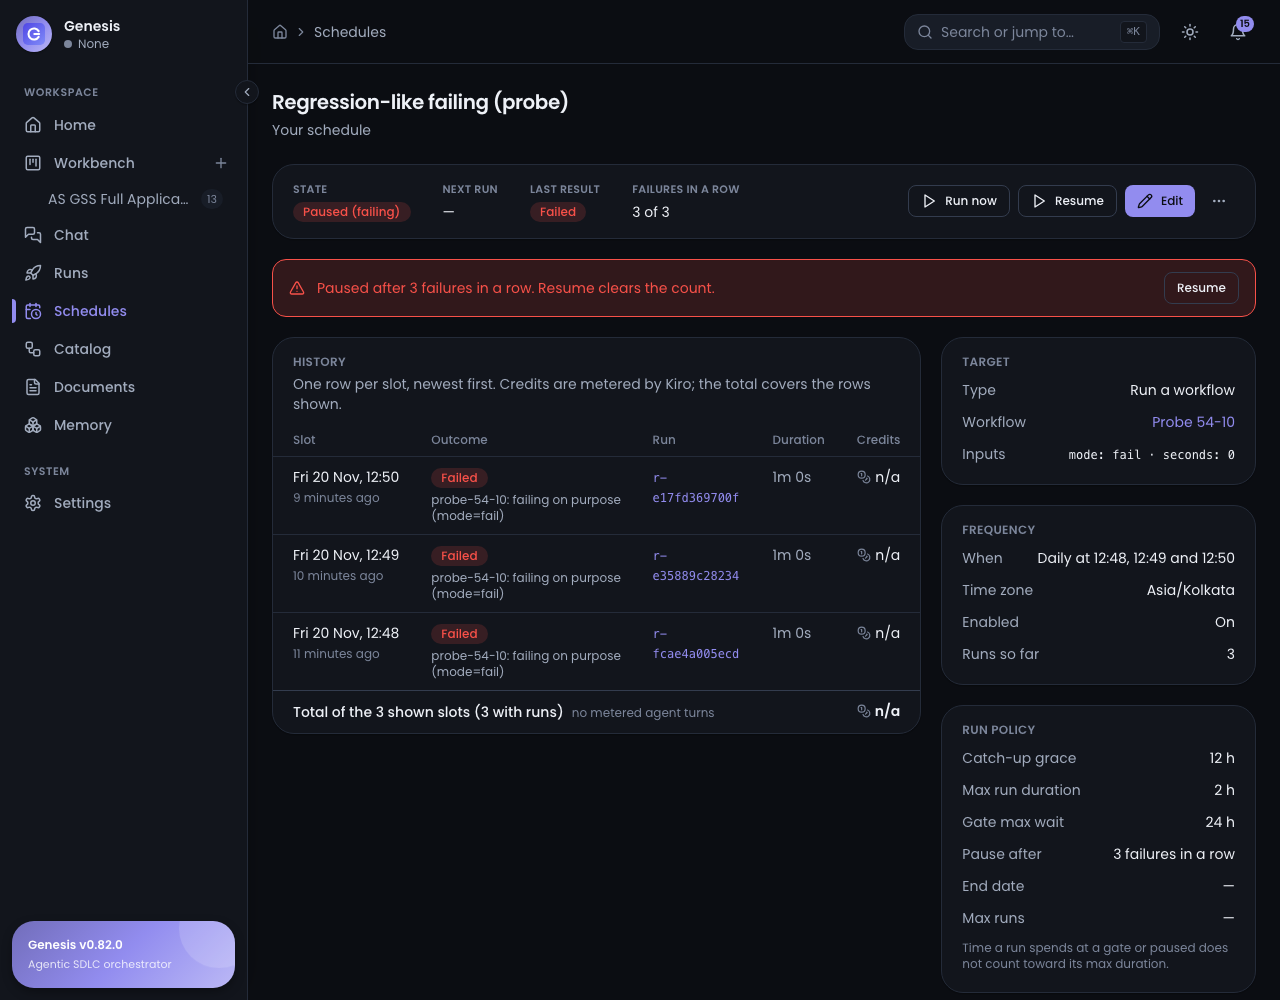 Genesis
None
WORKSPACE
Home
Workbench
AS GSS Full Applica... 13
Chat
Runs
Schedules
Catalog
Documents
Memory
SYSTEM
Settings
Genesis v0.82.0
Agentic SDLC orchestrator
Schedules
Search or jump to... ⌘K
15
Regression-like failing (probe)
Your schedule
STATE
Paused (failing)
NEXT RUN
—
LAST RESULT
Failed
FAILURES IN A ROW
3 of 3
Run now
Resume
Edit
Paused after 3 failures in a row. Resume clears the count.
Resume
HISTORY
One row per slot, newest first. Credits are metered by Kiro; the total covers the rows
shown.
Slot Outcome Run Duration Credits
Fri 20 Nov, 12:50 Failed r- 1m 0s n/a
9 minutes ago probe-54-10: failing on purpose e17fd369700f
(mode=fail)
Fri 20 Nov, 12:49 Failed r- 1m 0s n/a
10 minutes ago probe-54-10: failing on purpose e35889c28234
(mode=fail)
Fri 20 Nov, 12:48 Failed r- 1m 0s n/a
11 minutes ago probe-54-10: failing on purpose fcae4a005ecd
(mode=fail)
Total of the 3 shown slots (3 with runs) no metered agent turns n/a
TARGET
Type Run a workflow
Workflow Probe 54-10
Inputs mode: fail · seconds: 0
FREQUENCY
When Daily at 12:48, 12:49 and 12:50
Time zone Asia/Kolkata
Enabled On
Runs so far 3
RUN POLICY
Catch-up grace 12 h
Max run duration 2 h
Gate max wait 24 h
Pause after 3 failures in a row
End date —
Max runs —
Time a run spends at a gate or paused does
not count toward its max duration.